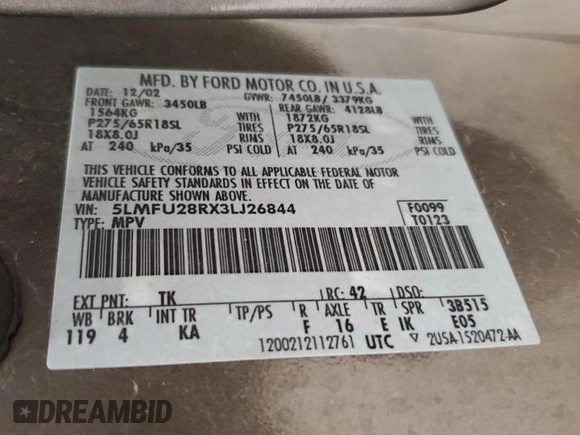 MFD. BY FORD MOTOR CO. IN U.S.A.
DATE: 12/02 GVWR: 7450LB / 3379KG
FRONT GAWR: 3450LB REAR GAWR: 4128LB
1564KG WITH 1872KG WITH
P275/65R18SL TIRES P275/65R18SL TIRES
18X8.0J RIMS 18X8.0J RIMS
AT 240 kPa/35 PSI COLD AT 240 kPa/35 PSI COLD
THIS VEHICLE CONFORMS TO ALL APPLICABLE FEDERAL MOTOR
VEHICLE SAFETY STANDARDS IN EFFECT ON THE DATE OF
MANUFACTURE SHOWN ABOVE.
VIN: 5LMFU28RX3LJ26844 F0099
TYPE: MPV T0123
EXT PNT: TK RC: 42 DSO:
WB BRK INT TR TP/PS R AXLE TR SPR 3B515
119 4 KA F 16 E IK E05
1200212112761 UTC ▽ 2U5A-1520472-AA
DREAMBID